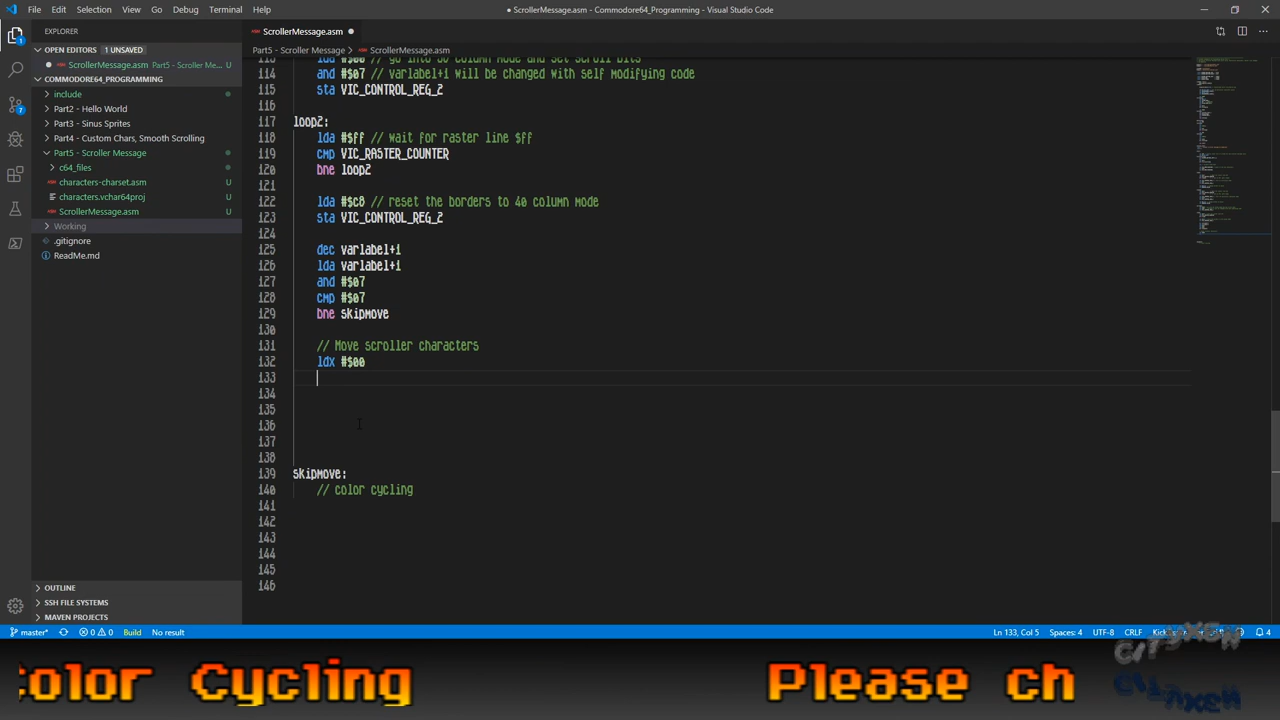 File Edit Selection View Go Debug Terminal Help
● ScrollerMessage.asm - Commodore64_Programming - Visual Studio Code
EXPLORER
OPEN EDITORS 1 UNSAVED
● ScrollerMessage.asm Part5 - Scroller Me... U
COMMODORE64_PROGRAMMING
include
Part2 - Hello World
Part3 - Sinus Sprites
Part4 - Custom Chars, Smooth Scrolling
Part5 - Scroller Message
c64_files
characters-charset.asm U
characters.vchar64proj U
ScrollerMessage.asm U
Working
.gitignore
ReadMe.md
OUTLINE
SSH FILE SYSTEMS
MAVEN PROJECTS
ScrollerMessage.asm ●
Part5 - Scroller Message > ScrollerMessage.asm
114 and #$07 // varlabel+1 will be changed with self modifying code
115 sta VIC_CONTROL_REG_2
116
117 loop2:
118 lda #$ff // wait for raster line $ff
119 cmp VIC_RASTER_COUNTER
120 bne loop2
121
122 lda #$c8 // reset the borders to 40 column mode
123 sta VIC_CONTROL_REG_2
124
125 dec varlabel+1
126 lda varlabel+1
127 and #$07
128 cmp #$07
129 bne skipmove
130
131 // Move scroller characters
132 ldx #$00
133
134
135
136
137
138
139 skipmove:
140 // color cycling
141
142
143
144
145
146
master* 0 0 Build No result
Ln 133, Col 5 Spaces: 4 UTF-8 CRLF 4
Color Cycling Please ch